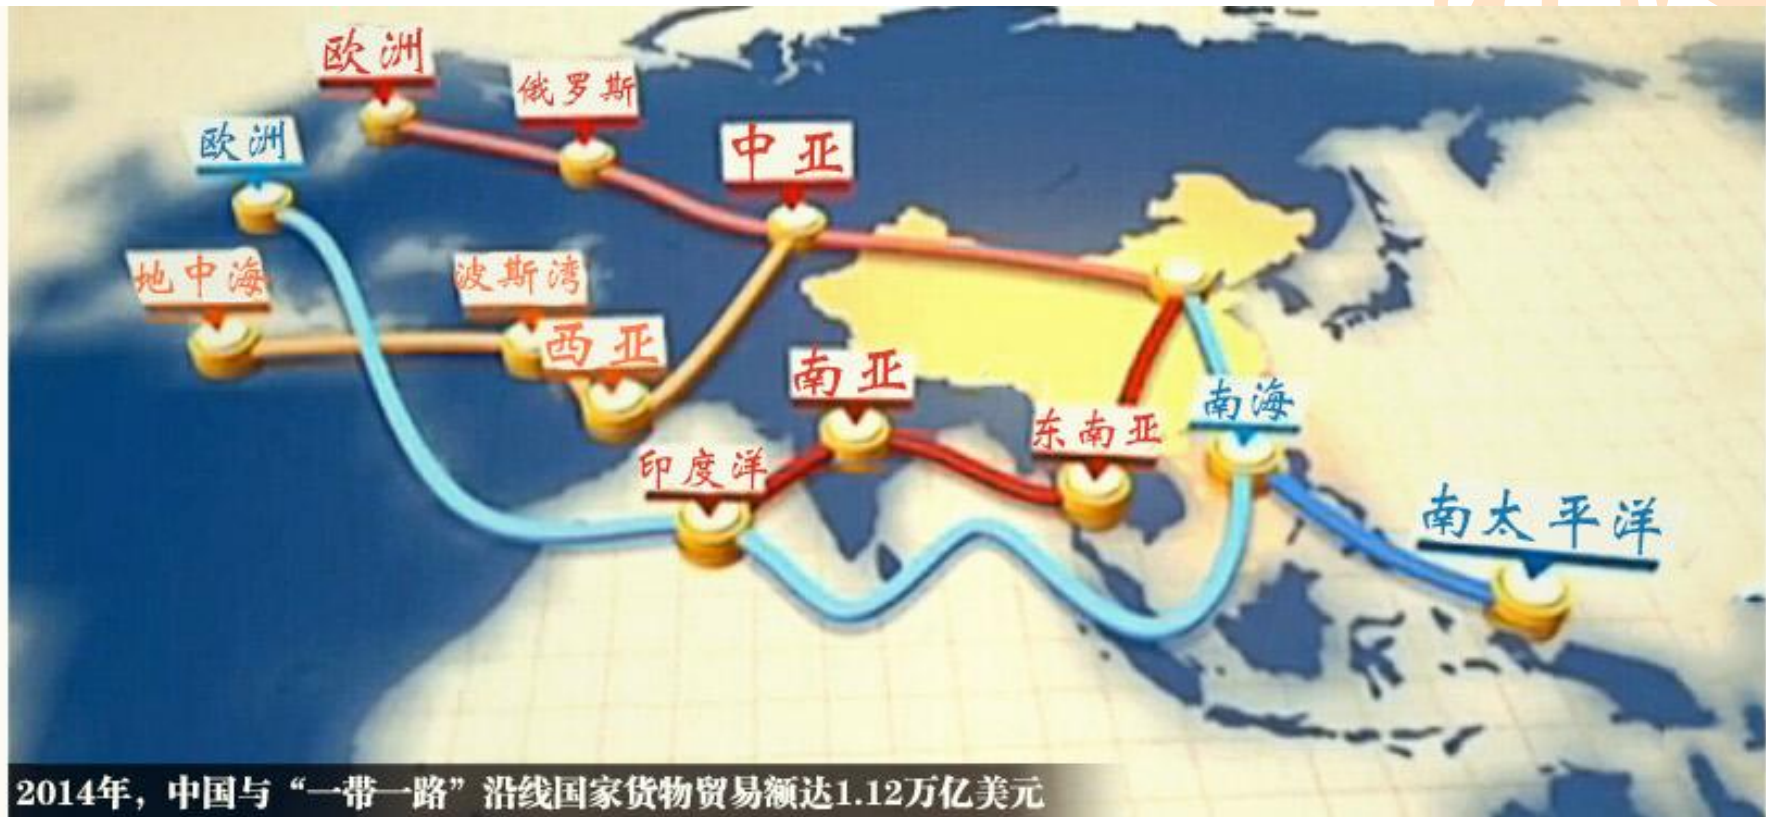 欧洲
俄罗斯
欧洲
中亚
地中海
波斯湾
西亚
南亚
南海
东南亚
印度洋
南太平洋
2014年，中国与“一带一路”沿线国家货物贸易额达1.12万亿美元